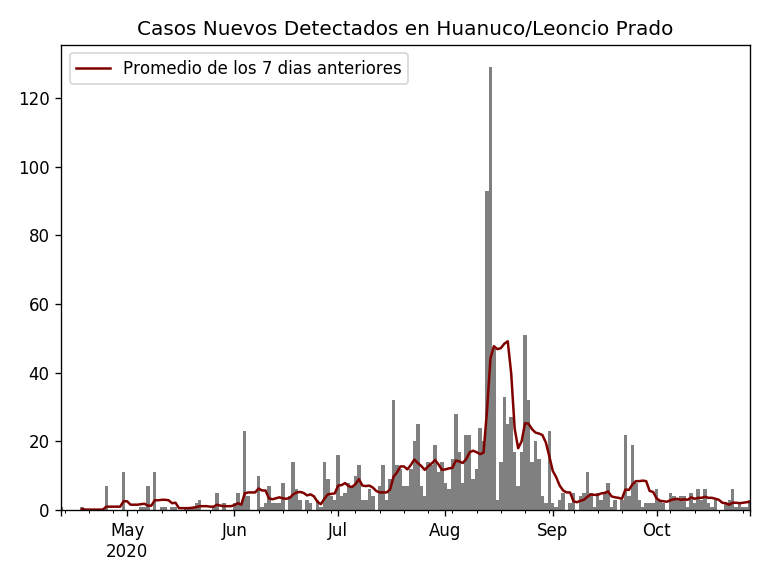 Casos Nuevos Detectados en Huanuco/Leoncio Prado
Promedio de los 7 dias anteriores
120
100
80
60
40
20
0
May Jun Jul Aug Sep Oct
2020